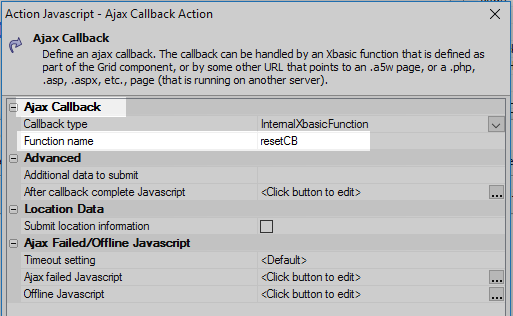 Action Javascript - Ajax Callback Action
Ajax Callback
Define an ajax callback. The callback can be handled by an Xbasic function that is defined as
part of the Grid component, or by some other URL that points to an .a5w page, or a .php,
.asp, .aspx, etc., page (that is running on another server).
Ajax Callback
Callback type InternalXbasicFunction
Function name resetCB
Advanced
Additional data to submit
After callback complete Javascript <Click button to edit> ...
Location Data
Submit location information
Ajax Failed/Offline Javascript
Timeout setting <Default>
Ajax failed Javascript <Click button to edit> ...
Offline Javascript <Click button to edit> ...